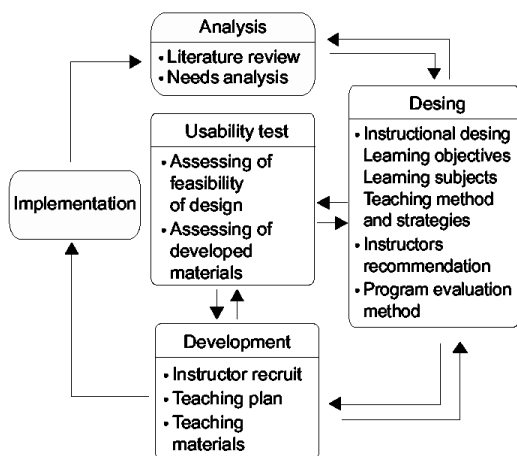 Analysis
• Literature review
• Needs analysis
Desing
• Instructional desing
Learning objectives
Learning subjects
Teaching method
and strategies
• Instructors
recommendation
• Program evaluation
method
Usability test
• Assessing of
feasibility
of design
• Assessing of
developed
materials
Implementation
Development
• Instructor recruit
• Teaching plan
• Teaching
materials